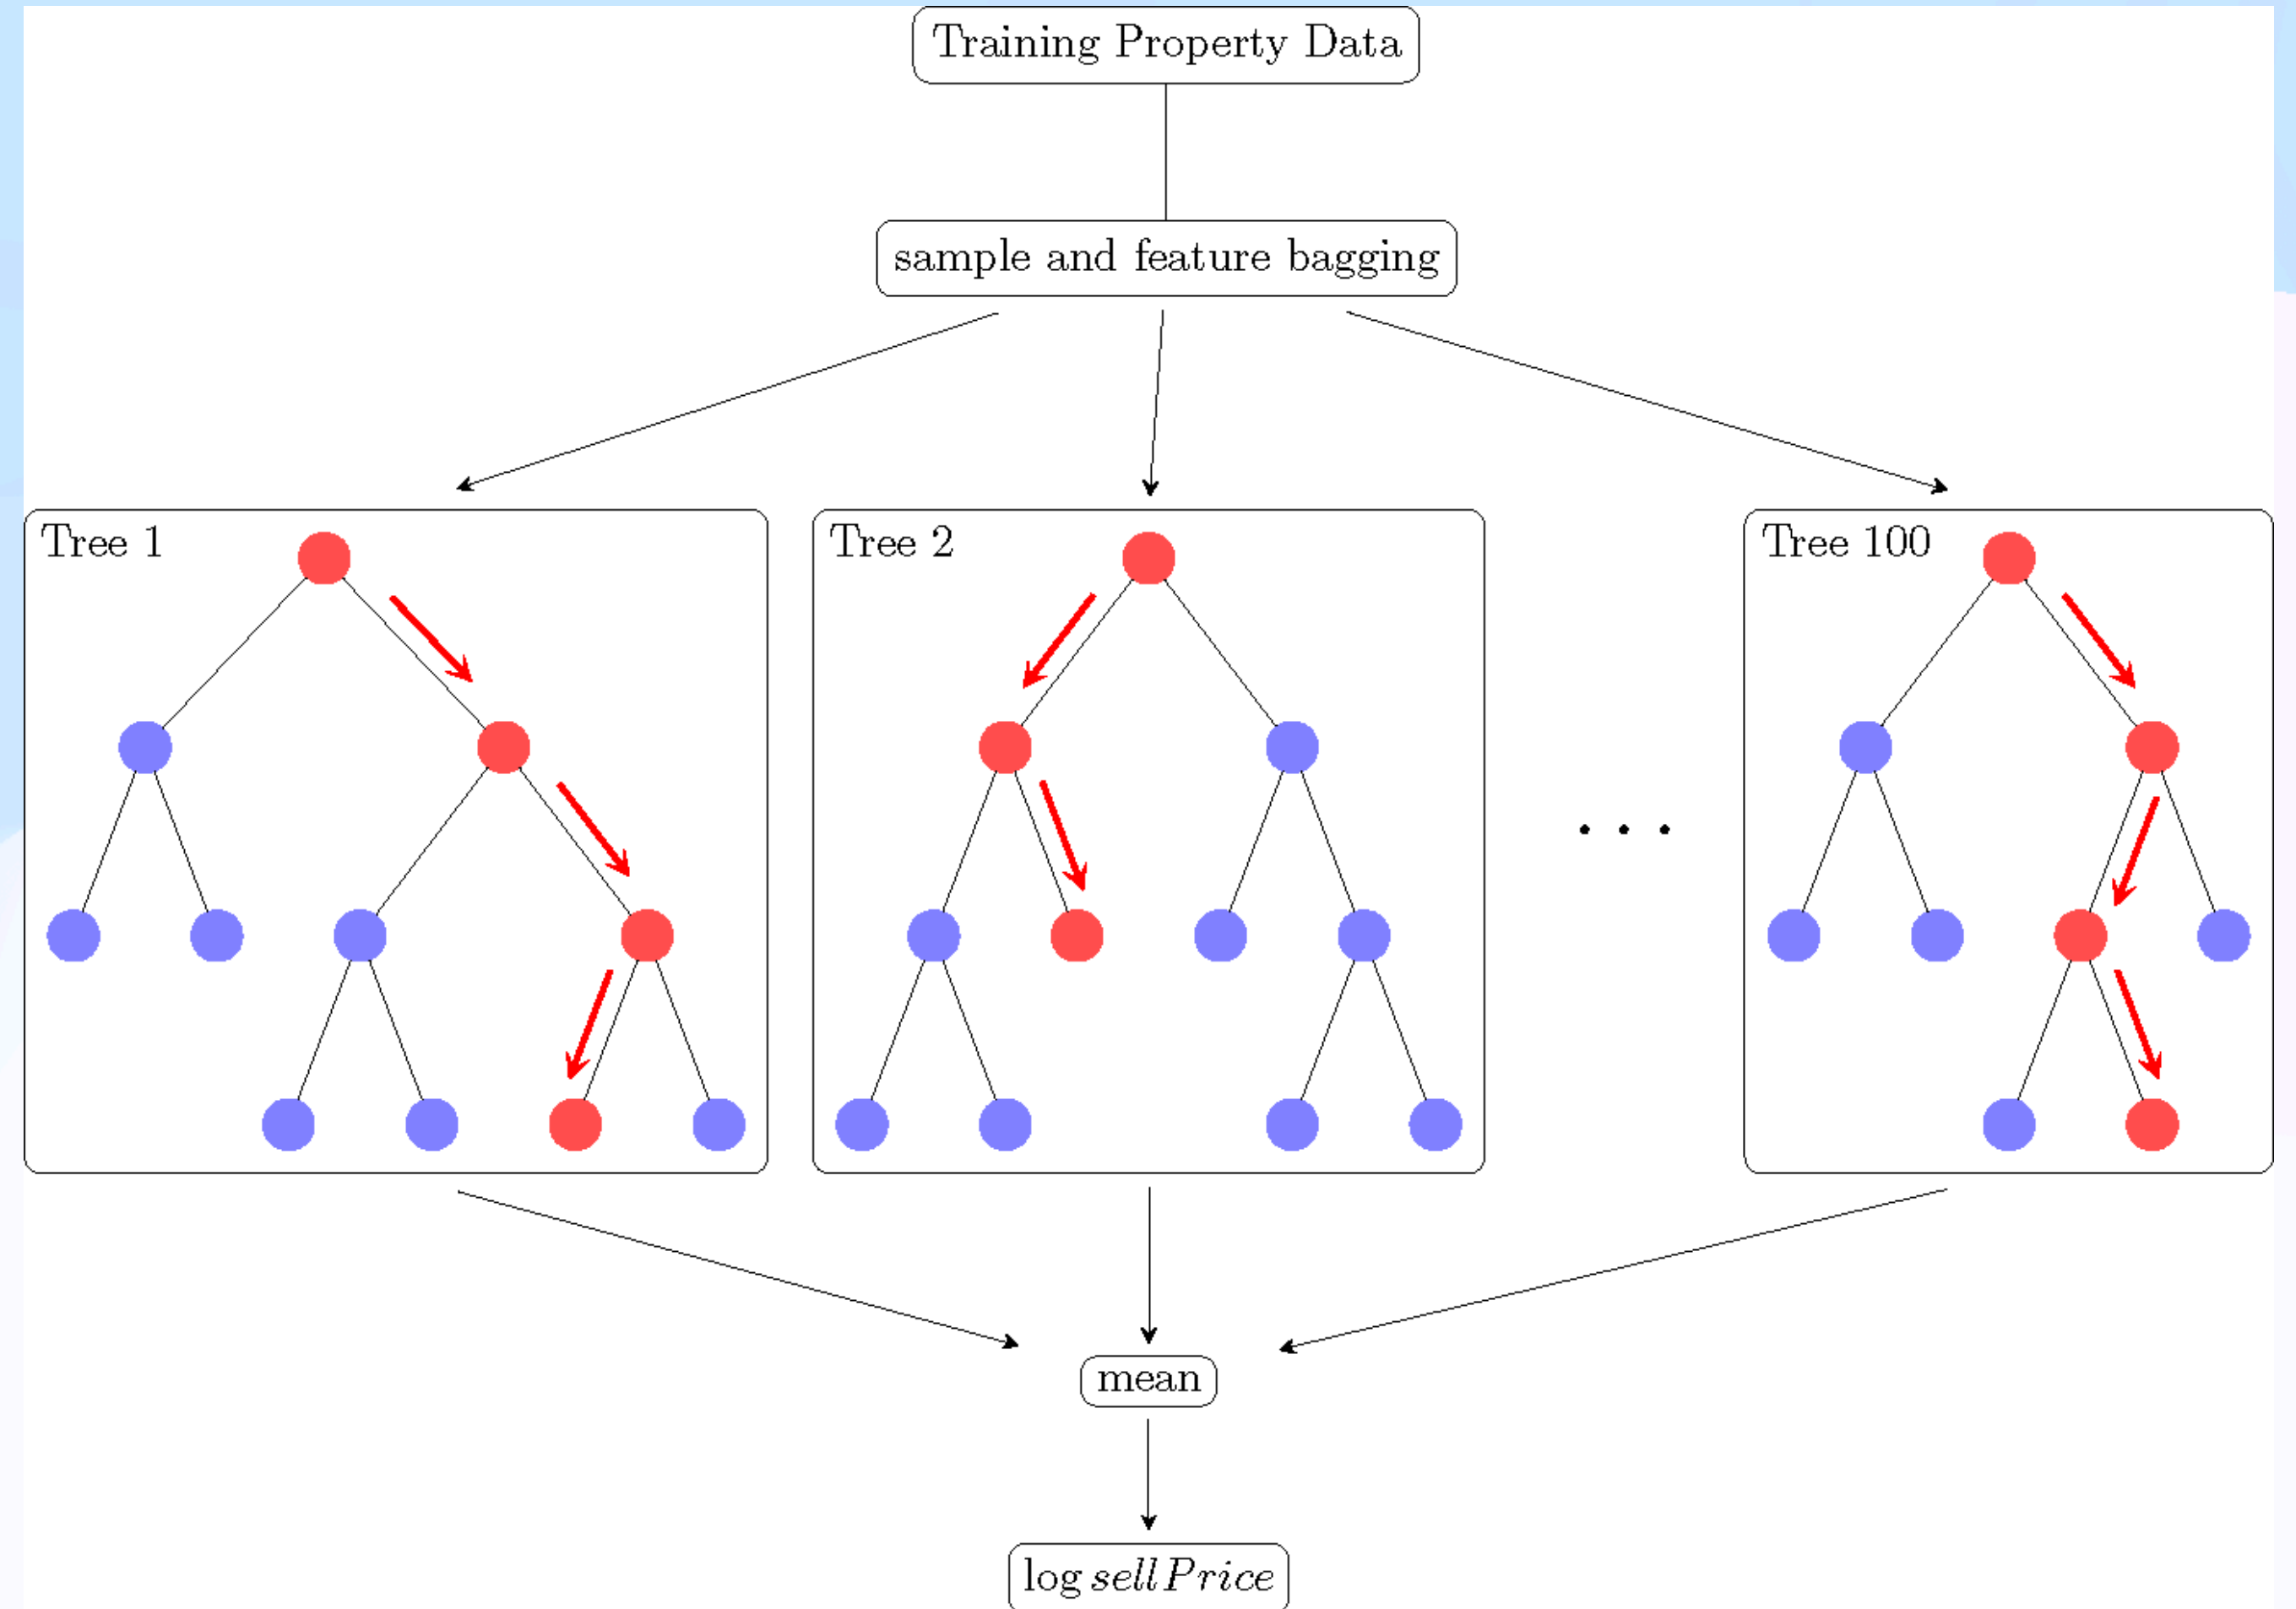 Training Property Data
sample and feature bagging
Tree 1
Tree 2
Tree 100
. . .
mean
log sellPrice